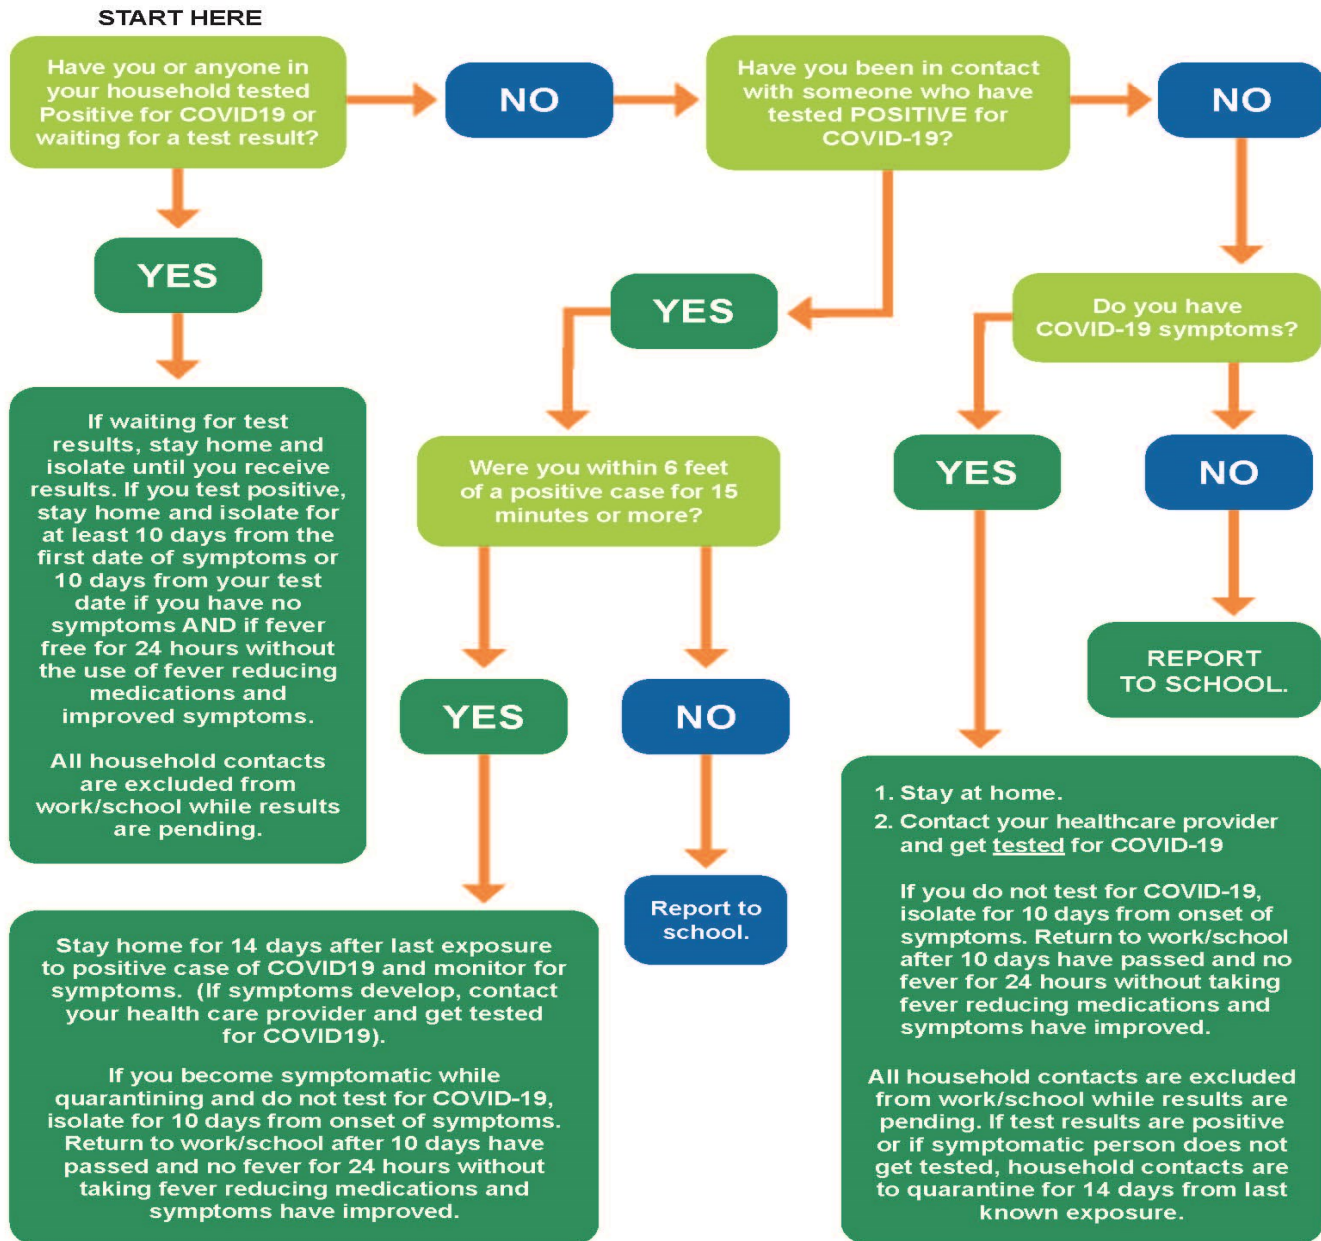 START HERE
Have you or anyone in
your household tested
Positive for COVID19 or
waiting for a test result?
NO
Have you been in contact
with someone who have
tested POSITIVE for
COVID-19?
NO
YES
YES
Do you have
COVID-19 symptoms?
If waiting for test
results, stay home and
isolate until you receive
results. If you test positive,
stay home and isolate for
at least 10 days from the
first date of symptoms or
10 days from your test
date if you have no
symptoms AND if fever
free for 24 hours without
the use of fever reducing
medications and
improved symptoms.
All household contacts
are excluded from
work/school while results
are pending.
Were you within 6 feet
of a positive case for 15
minutes or more?
YES
NO
REPORT
TO SCHOOL.
YES
NO
Report to
school.
Stay home for 14 days after last exposure
to positive case of COVID19 and monitor for
symptoms. (If symptoms develop, contact
your health care provider and get tested
for COVID19).
If you become symptomatic while
quarantining and do not test for COVID-19,
isolate for 10 days from onset of symptoms.
Return to work/school after 10 days have
passed and no fever for 24 hours without
taking fever reducing medications and
symptoms have improved.
1. Stay at home.
2. Contact your healthcare provider
and get tested for COVID-19
If you do not test for COVID-19,
isolate for 10 days from onset of
symptoms. Return to work/school
after 10 days have passed and no
fever for 24 hours without taking
fever reducing medications and
symptoms have improved.
All household contacts are excluded
from work/school while results are
pending. If test results are positive
or if symptomatic person does not
get tested, household contacts are
to quarantine for 14 days from last
known exposure.